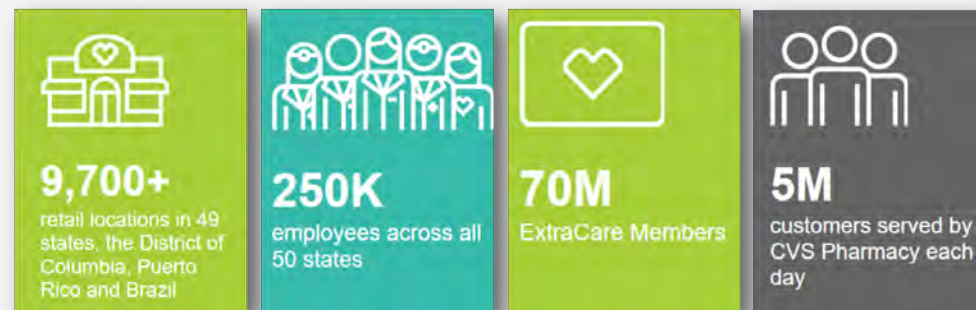 9,700+
retail locations in 49
states, the District of
Columbia, Puerto
Rico and Brazil
250K
employees across all
50 states
70M
ExtraCare Members
5M
customers served by
CVS Pharmacy each
day